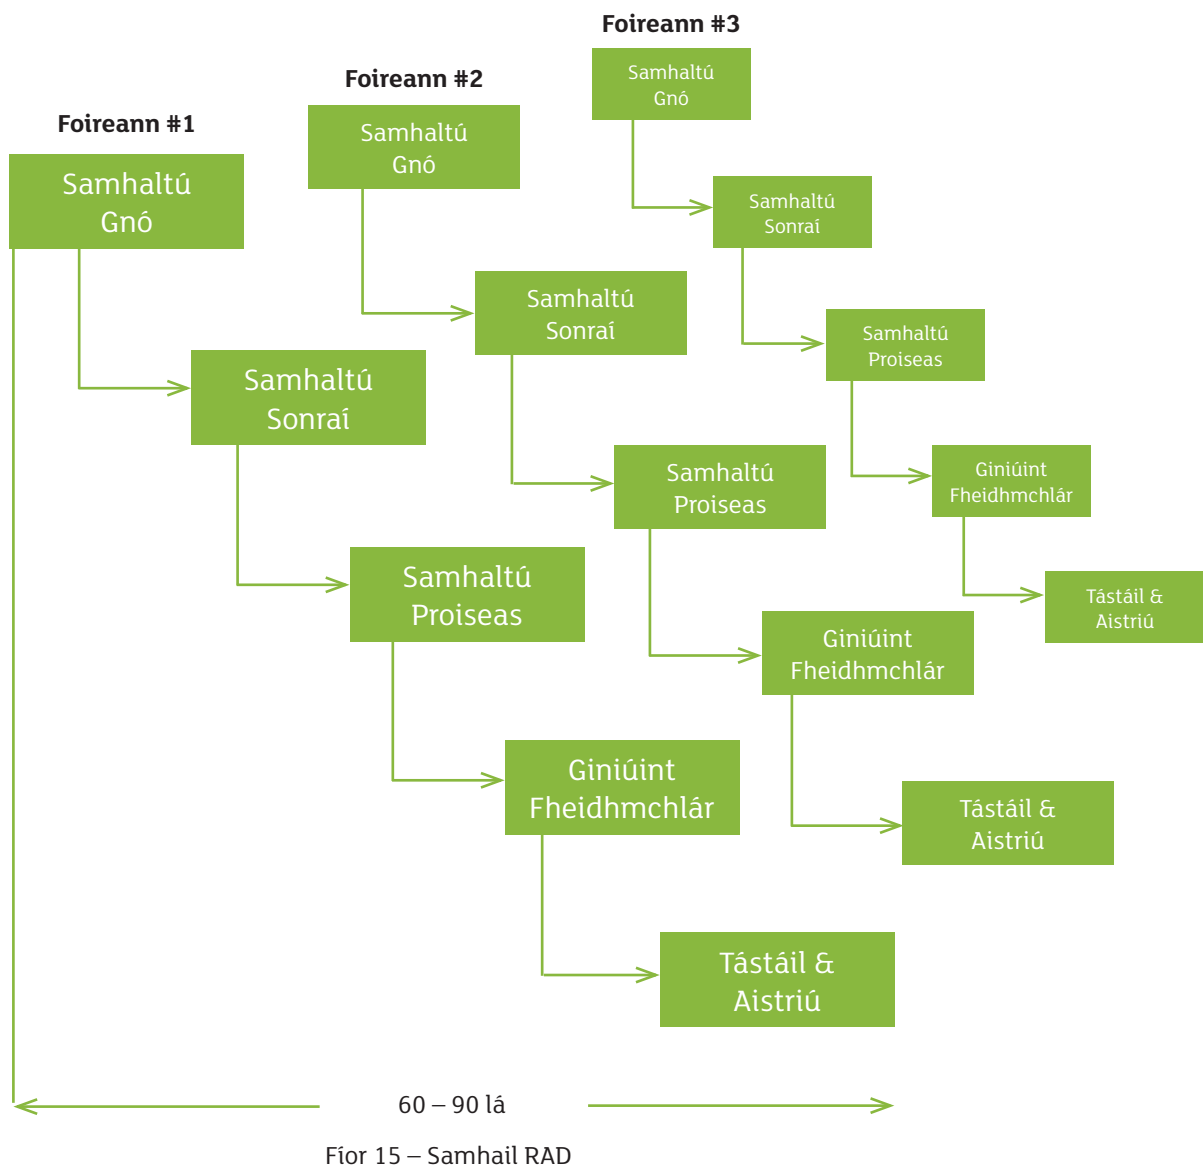 Foireann #1
Samhaltú
Gnó
Samhaltú
Sonraí
Samhaltú
Proiseas
Giniúint
Fheidhmchlár
Tástáil &
Aistriú
Foireann #2
Samhaltú
Gnó
Samhaltú
Sonraí
Samhaltú
Proiseas
Giniúint
Fheidhmchlár
Tástáil &
Aistriú
Foireann #3
Samhaltú
Gnó
Samhaltú
Sonraí
Samhaltú
Proiseas
Giniúint
Fheidhmchlár
Tástáil &
Aistriú
60 – 90 lá
Fíor 15 – Samhail RAD